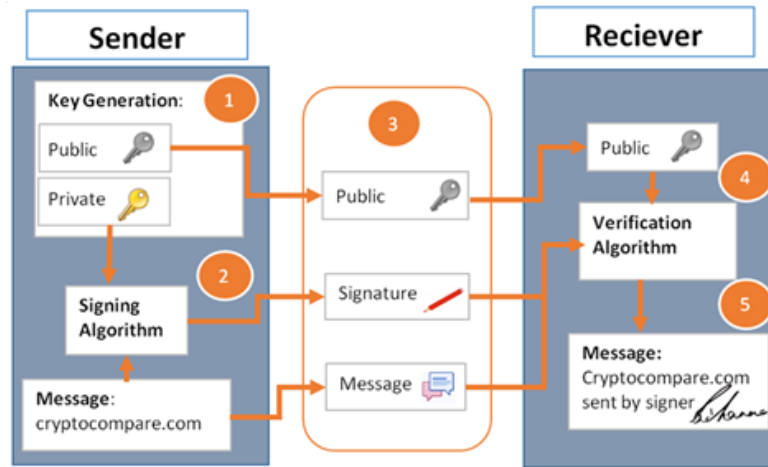 Sender
Reciever
Key Generation:
1
Public
Private
2
Signing
Algorithm
Message:
cryptocompare.com
3
Public
Signature
Message
Public
4
Verification
Algorithm
5
Message:
Cryptocompare.com
sent by signer